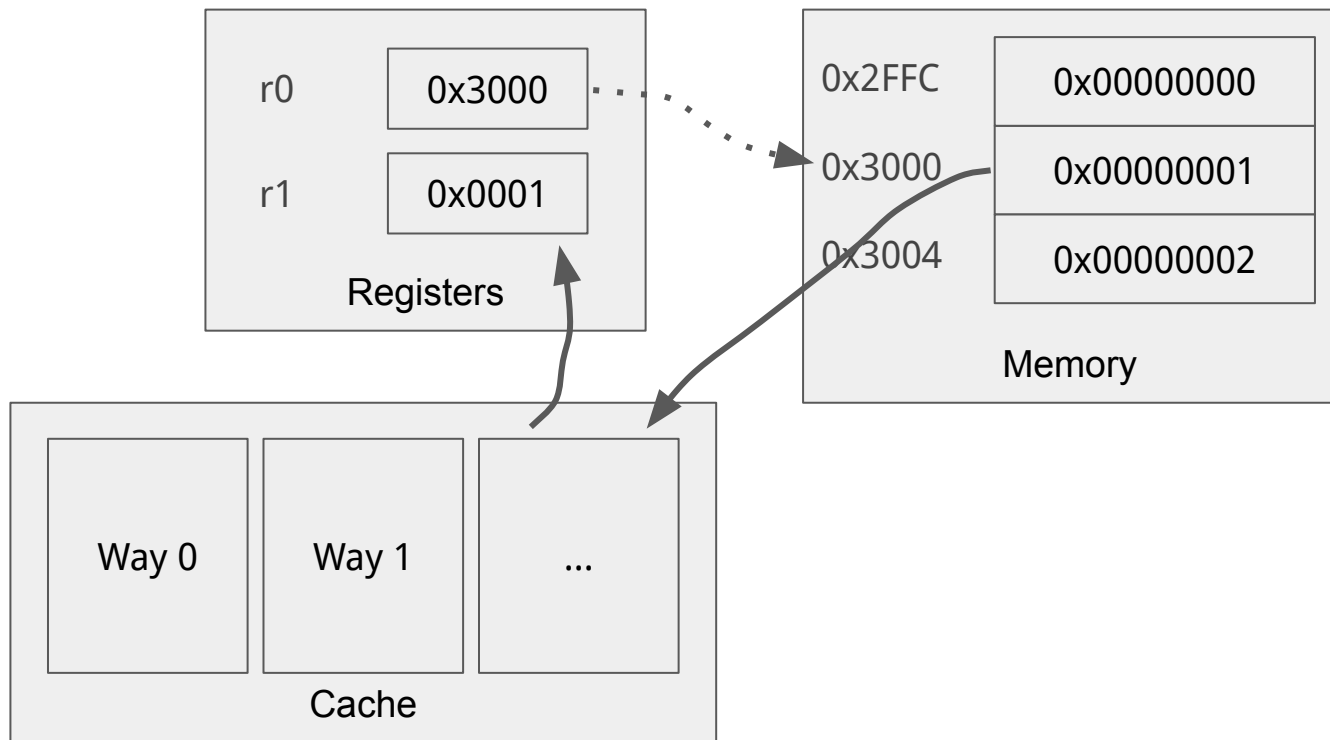 r0 0x3000
r1 0x0001
Registers
0x2FFC 0x00000000
0x3000 0x00000001
0x3004 0x00000002
Memory
Way 0 Way 1 ...
Cache